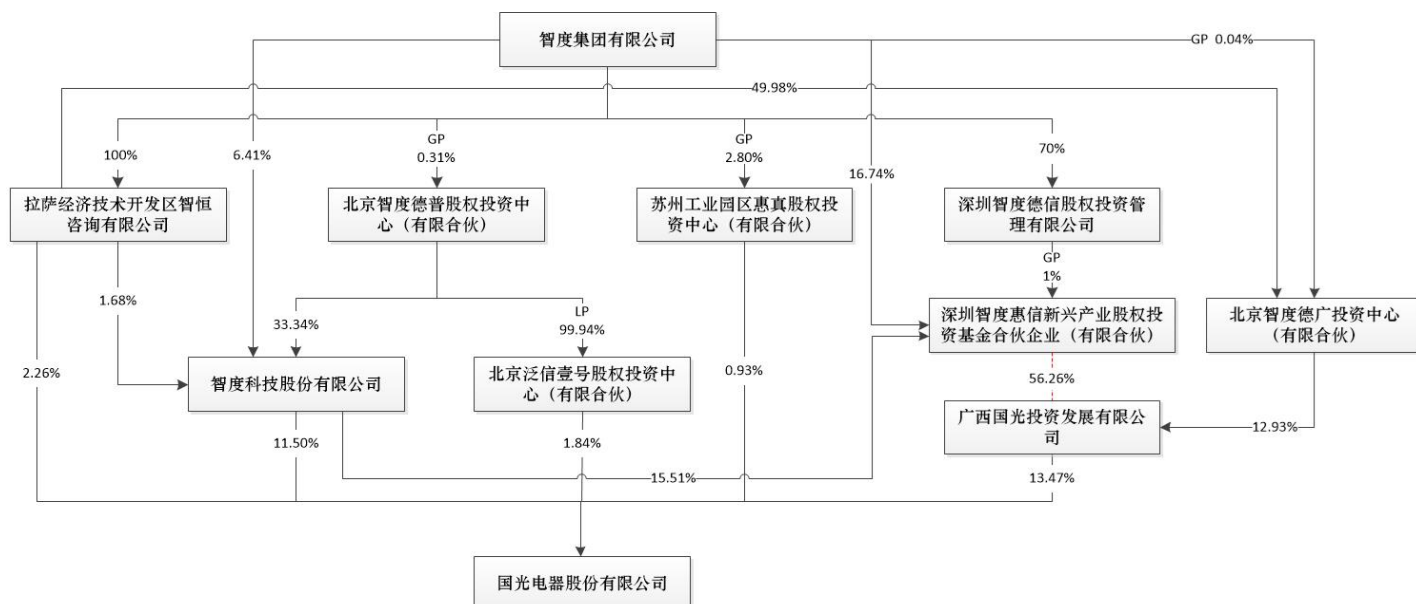 智度集团有限公司
GP 0.04%
49.98%
GP
GP
100%
6.41%
0.31%
2.80%
70%
16.74%
拉萨经济技术开发区智恒
咨询有限公司
北京智度德普股权投资中
心（有限合伙）
苏州工业园区惠真股权投
资中心（有限合伙）
深圳智度德信股权投资管
理有限公司
GP
1%
1.68%
33.34%
LP
99.94%
深圳智度惠信新兴产业股权投
资基金合伙企业（有限合伙）
北京智度德广投资中心
（有限合伙）
2.26%
智度科技股份有限公司
北京泛信壹号股权投资中
心（有限合伙）
0.93%
56.26%
广西国光投资发展有限公
司
12.93%
11.50%
1.84%
15.51%
13.47%
国光电器股份有限公司